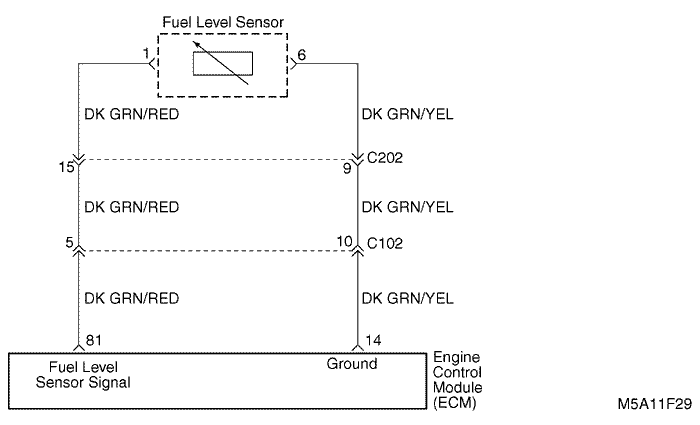 Fuel Level Sensor
1
6
DK GRN/RED
DK GRN/YEL
15
9
C202
DK GRN/RED
DK GRN/YEL
5
10
C102
DK GRN/RED
DK GRN/YEL
81
14
Fuel Level
Sensor Signal
Ground
Engine
Control
Module
(ECM)
M5A11F29